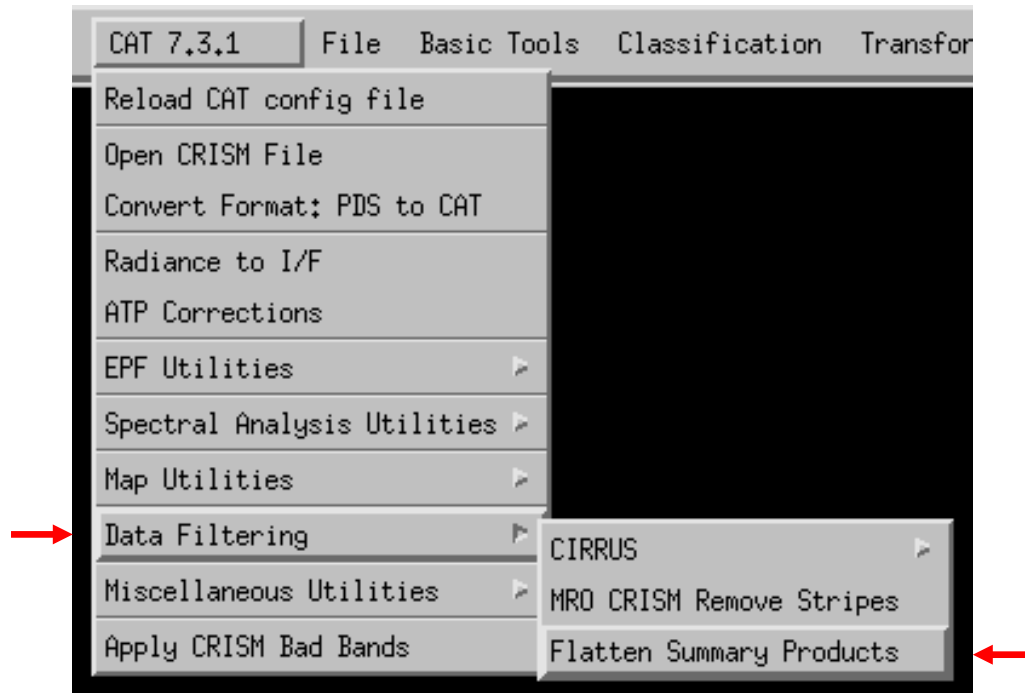 CAT 7.3.1 File Basic Tools Classification Transfor
Reload CAT config file
Open CRISM File
Convert Format: PDS to CAT
Radiance to I/F
ATP Corrections
EPF Utilities
Spectral Analysis Utilities
Map Utilities
Data Filtering
Miscellaneous Utilities
Apply CRISM Bad Bands
CIRRUS
MRO CRISM Remove Stripes
Flatten Summary Products